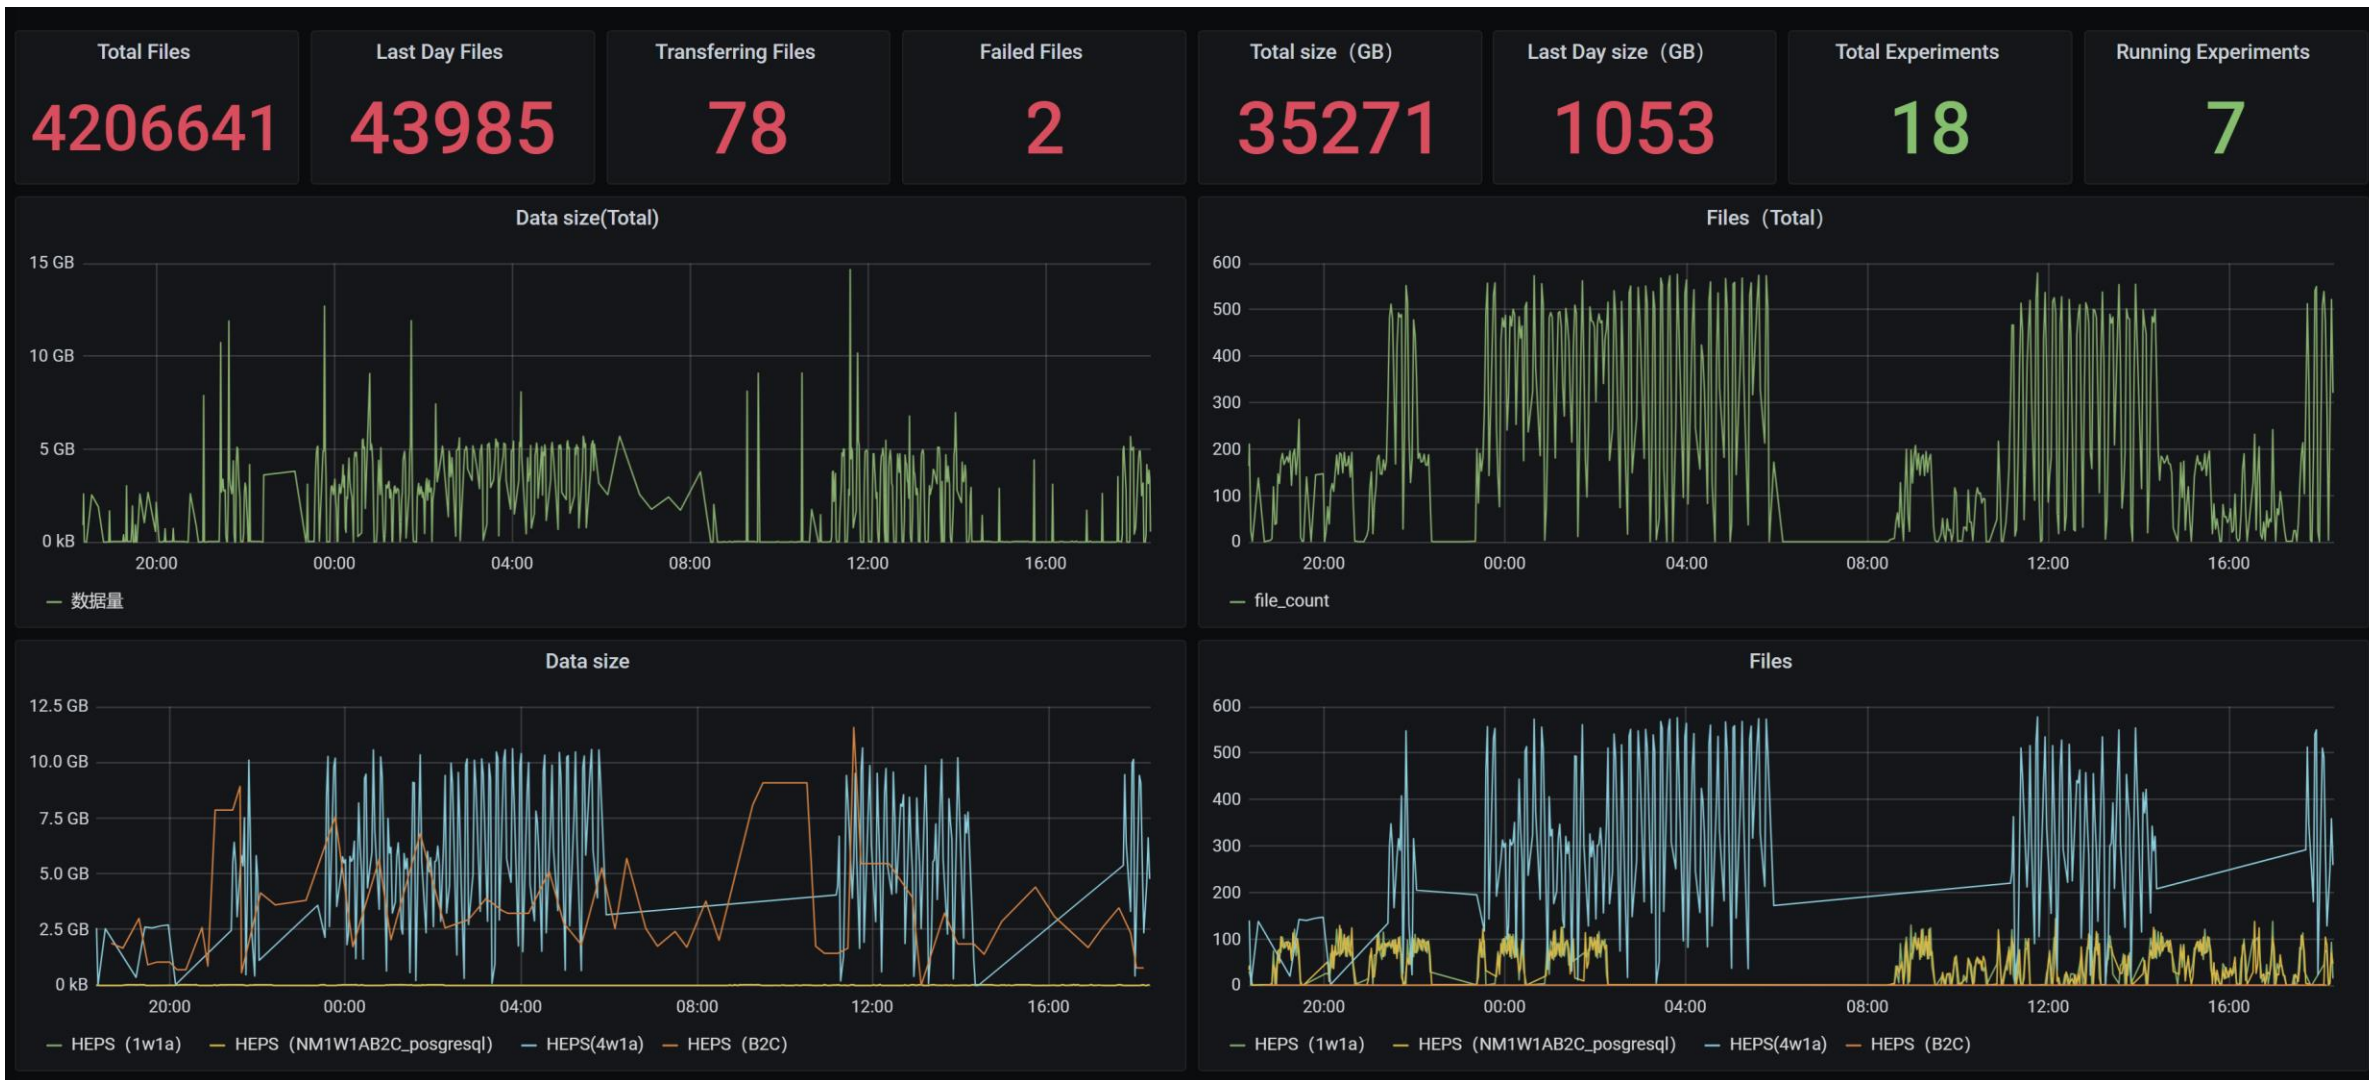 Total Files
Last Day Files
Transferring Files
Failed Files
Total size（GB）
Last Day size（GB）
Total Experiments
Running Experiments
4206641
43985
78
2
35271
1053
18
7
Data size(Total)
15 GB
10 GB
5 GB
0 kB
20:00
00:00
04:00
08:00
12:00
16:00
数据量
Files（Total）
600
500
400
300
200
100
0
20:00
00:00
04:00
08:00
12:00
16:00
file_count
Data size
12.5 GB
10.0 GB
7.5 GB
5.0 GB
2.5 GB
0 kB
20:00
00:00
04:00
08:00
12:00
16:00
HEPS（1w1a）
HEPS（NM1W1AB2C_posgresql）
HEPS(4w1a)
HEPS（B2C）
Files
600
500
400
300
200
100
0
20:00
00:00
04:00
08:00
12:00
16:00
HEPS（1w1a）
HEPS（NM1W1AB2C_posgresql）
HEPS(4w1a)
HEPS（B2C）